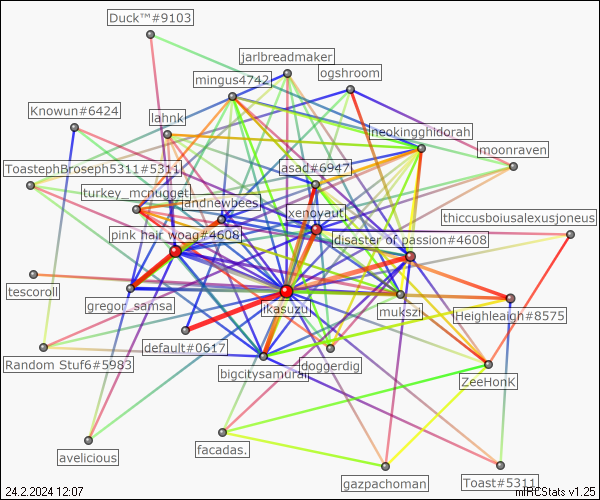 Duck™#9103
jarlbreadmaker
ogshroom
mingus4742
Knowun#6424
lahnk
neokingghidorah
moonraven
ToastephBroseph5311#5311
asad#6947
turkey_mcnugget
andnewbees
xenovaut
thiccusboiusalexusjoneus
pink hair woag#4608
disaster of passion#4608
tescoroll
gregor_samsa
ikasuzu
mukszi
Heighleaigh#8575
default#0617
Random Stuf6#5983
bigcitysamurai
doggerdig
ZeeHonK
avelicious
facadas.
gazpachoman
Toast#5311
24.2.2024 12:07
mIRCStats v1.25